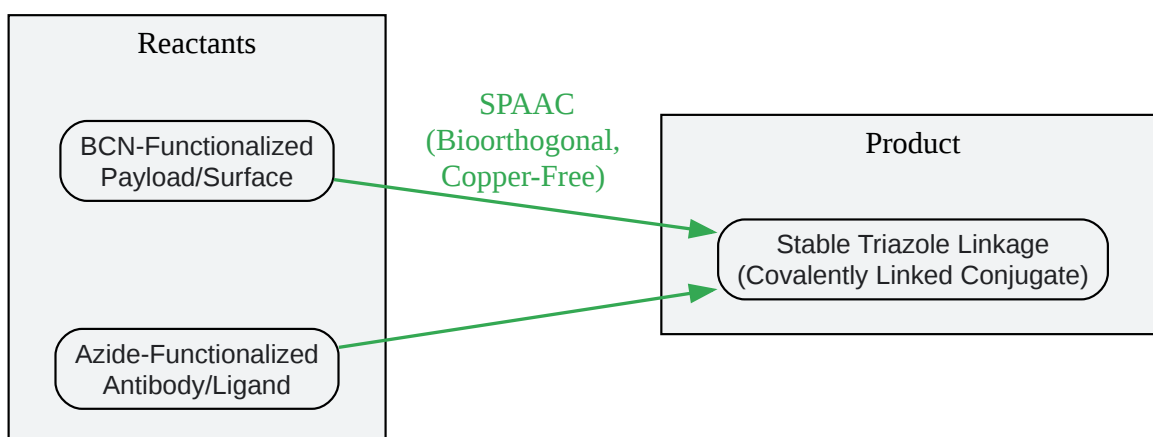 Reactants
BCN-Functionalized
Payload/Surface
Azide-Functionalized
Antibody/Ligand
SPAAC
(Bioorthogonal,
Copper-Free)
Product
Stable Triazole Linkage
(Covalently Linked Conjugate)